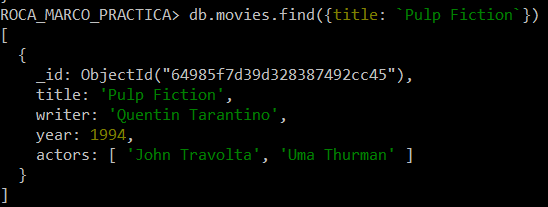 ROCA_MARCO_PRACTICA> db.movies.find({title: `Pulp Fiction`})
[
  {
    _id: ObjectId("64985f7d39d328387492cc45"),
    title: 'Pulp Fiction',
    writer: 'Quentin Tarantino',
    year: 1994,
    actors: [ 'John Travolta', 'Uma Thurman' ]
  }
]